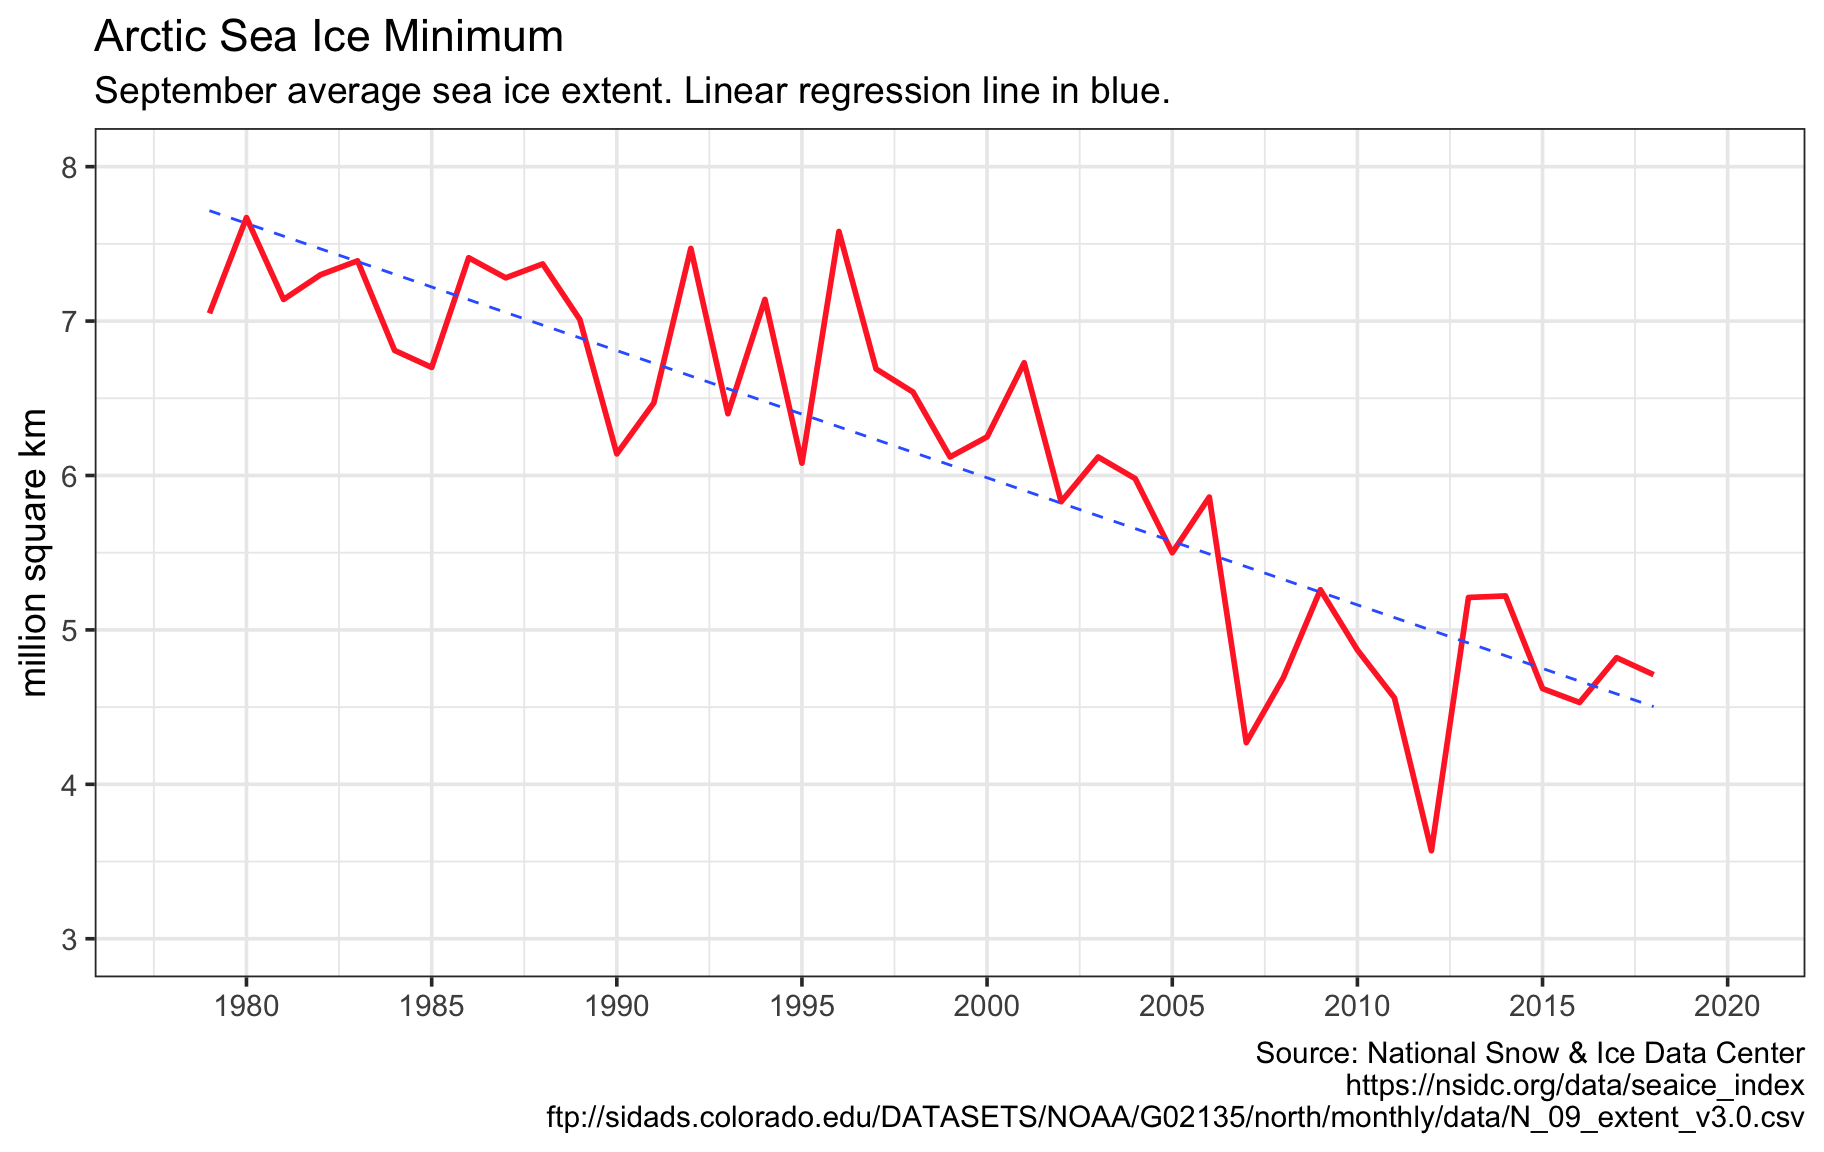 Arctic Sea Ice Minimum
September average sea ice extent. Linear regression line in blue.
million square km
8
7
6
5
4
3
1980 1985 1990 1995 2000 2005 2010 2015 2020
Source: National Snow & Ice Data Center
https://nsidc.org/data/seaice_index
ftp://sidads.colorado.edu/DATASETS/NOAA/G02135/north/monthly/data/N_09_extent_v3.0.csv